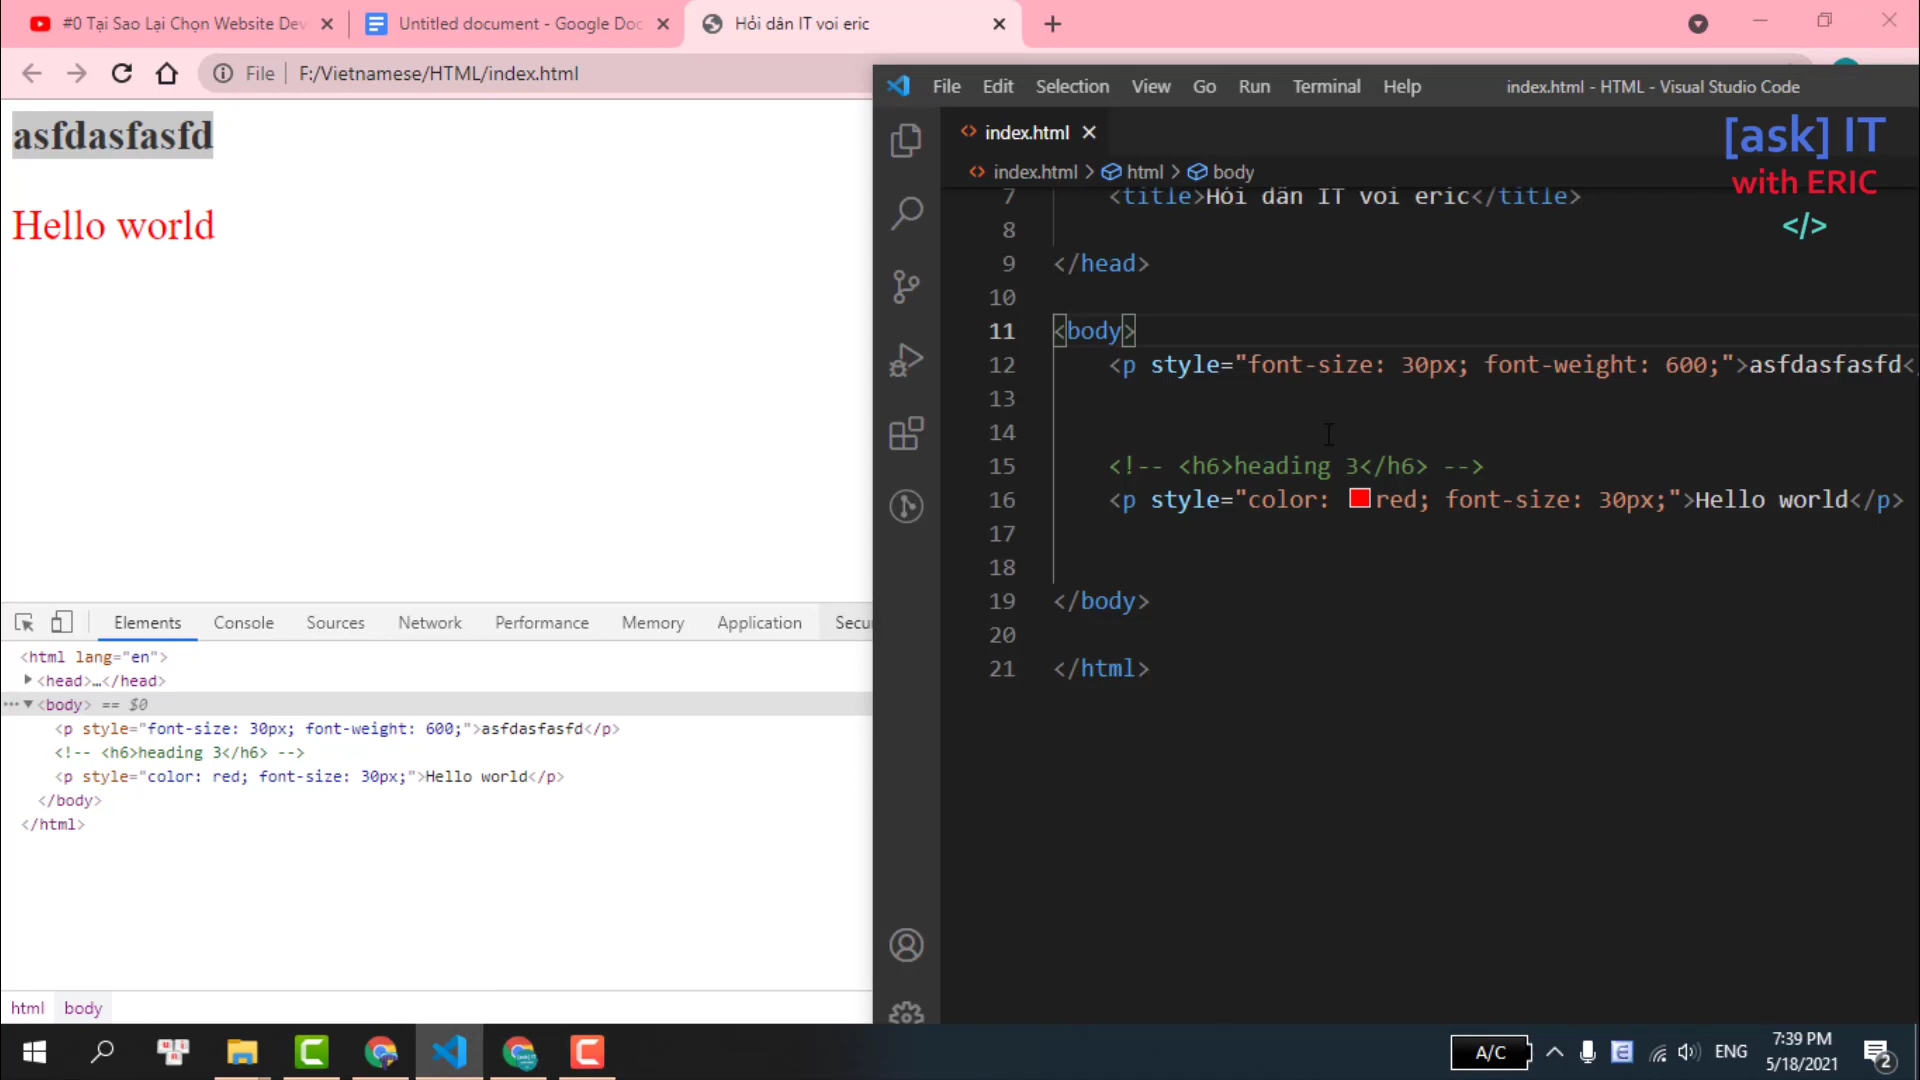 #0 Tại Sao Lại Chọn Website Dev
Untitled document - Google Doc
Hỏi dân IT voi eric
File
F:/Vietnamese/HTML/index.html
asfdasfasfd
Hello world
Elements Console Sources Network Performance Memory Application Secu
<html lang="en">
<head>…</head>
<body> == $0
<p style="font-size: 30px; font-weight: 600;">asfdasfasfd</p>
<!-- <h6>heading 3</h6> -->
<p style="color: red; font-size: 30px;">Hello world</p>
</body>
</html>
html body
File Edit Selection View Go Run Terminal Help index.html - HTML - Visual Studio Code
index.html
index.html > html > body
[ask] IT
with ERIC
</>
7 <title>Hỏi dân IT voi eric</title>
8
9 </head>
10
11 <body>
12 <p style="font-size: 30px; font-weight: 600;">asfdasfasfd<
13
14
15 <!-- <h6>heading 3</h6> -->
16 <p style="color: red; font-size: 30px;">Hello world</p>
17
18
19 </body>
20
21 </html>
A/C
ENG
7:39 PM
5/18/2021
2